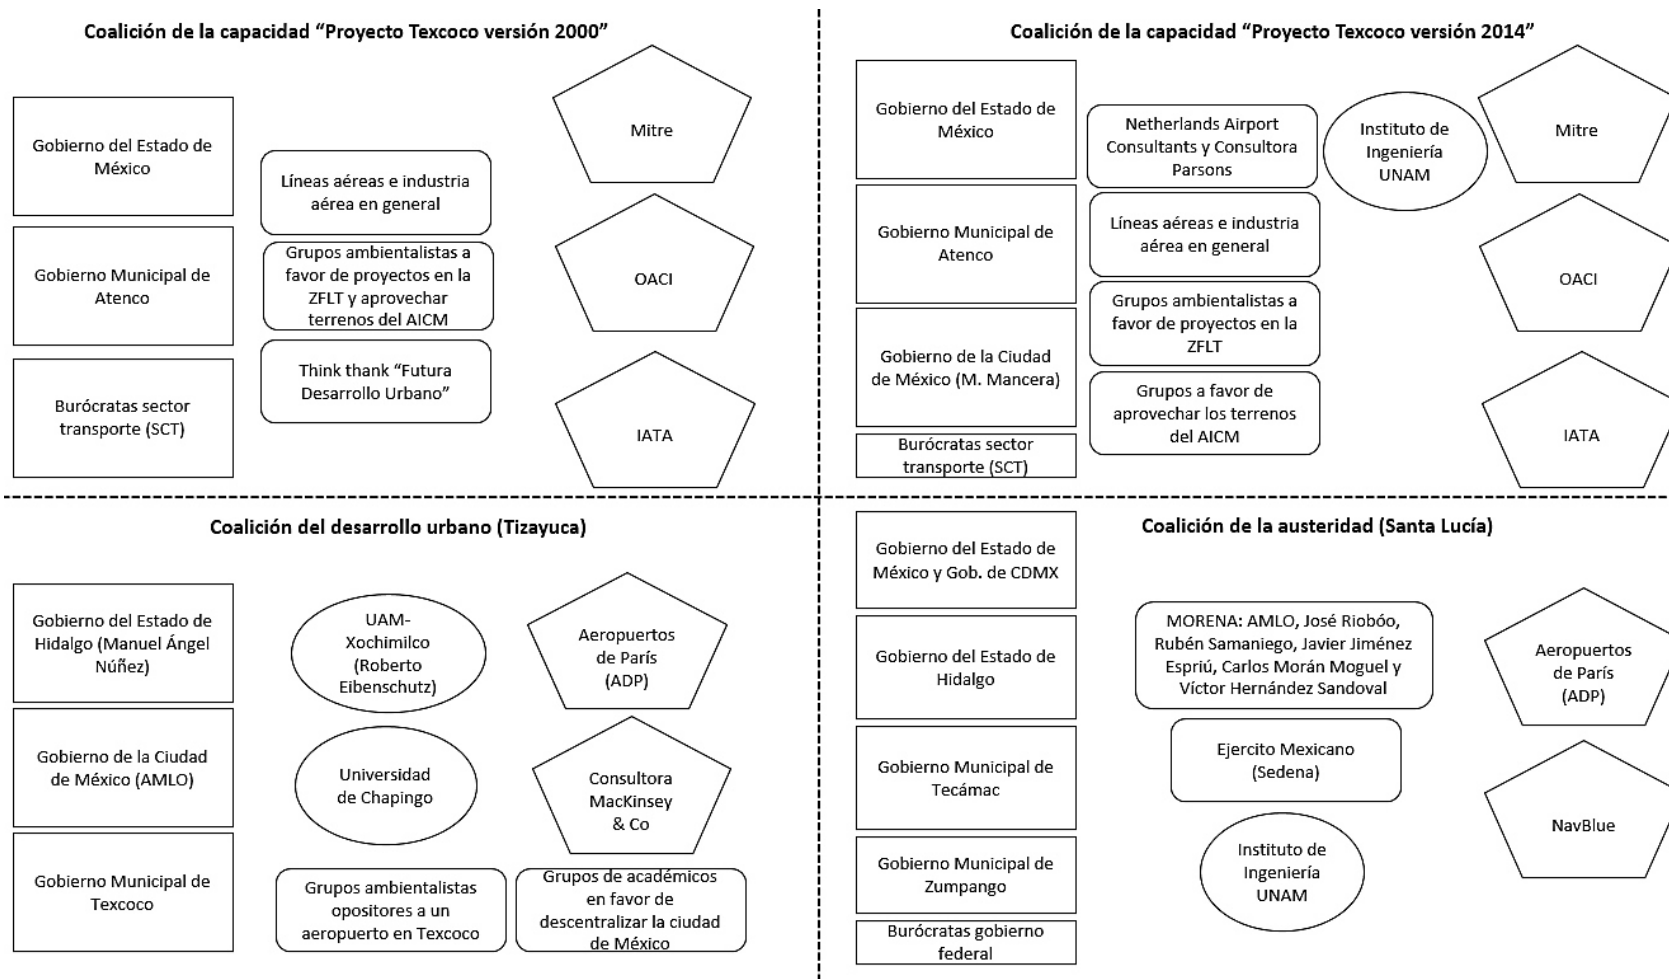 Coalición de la capacidad “Proyecto Texcoco versión 2000”
Gobierno del Estado de
México
Gobierno Municipal de
Atenco
Burócratas sector
transporte (SCT)
Líneas aéreas e industria
aérea en general
Grupos ambientalistas a
favor de proyectos en la
ZFLT y aprovechar
terrenos del AICM
Think thank “Futura
Desarrollo Urbano”
Mitre
OACI
IATA
Coalición de la capacidad “Proyecto Texcoco versión 2014”
Gobierno del Estado de
México
Gobierno Municipal de
Atenco
Gobierno de la Ciudad
de México (M. Mancera)
Burócratas sector
transporte (SCT)
Netherlands Airport
Consultants y Consultora
Parsons
Líneas aéreas e industria
aérea en general
Grupos ambientalistas a
favor de proyectos en la
ZFLT
Grupos a favor de
aprovechar los terrenos
del AICM
Instituto de
Ingeniería
UNAM
Mitre
OACI
IATA
Coalición del desarrollo urbano (Tizayuca)
Gobierno del Estado de
Hidalgo (Manuel Ángel
Núñez)
Gobierno de la Ciudad
de México (AMLO)
Gobierno Municipal de
Texcoco
UAM-
Xochimilco
(Roberto
Eibenschutz)
Universidad
de Chapingo
Grupos ambientalistas
opositores a un
aeropuerto en Texcoco
Aeropuertos
de París
(ADP)
Consultora
MacKinsey
& Co
Grupos de académicos
en favor de
descentralizar la ciudad
de México
Coalición de la austeridad (Santa Lucía)
Gobierno del Estado de
México y Gob. de CDMX
Gobierno del Estado de
Hidalgo
Gobierno Municipal de
Tecámac
Gobierno Municipal de
Zumpango
Burócratas gobierno
federal
MORENA: AMLO, José Riobóo,
Rubén Samaniego, Javier Jiménez
Espriú, Carlos Morán Moguel y
Víctor Hernández Sandoval
Ejercito Mexicano
(Sedena)
Instituto de
Ingeniería
UNAM
Aeropuertos
de París
(ADP)
NavBlue